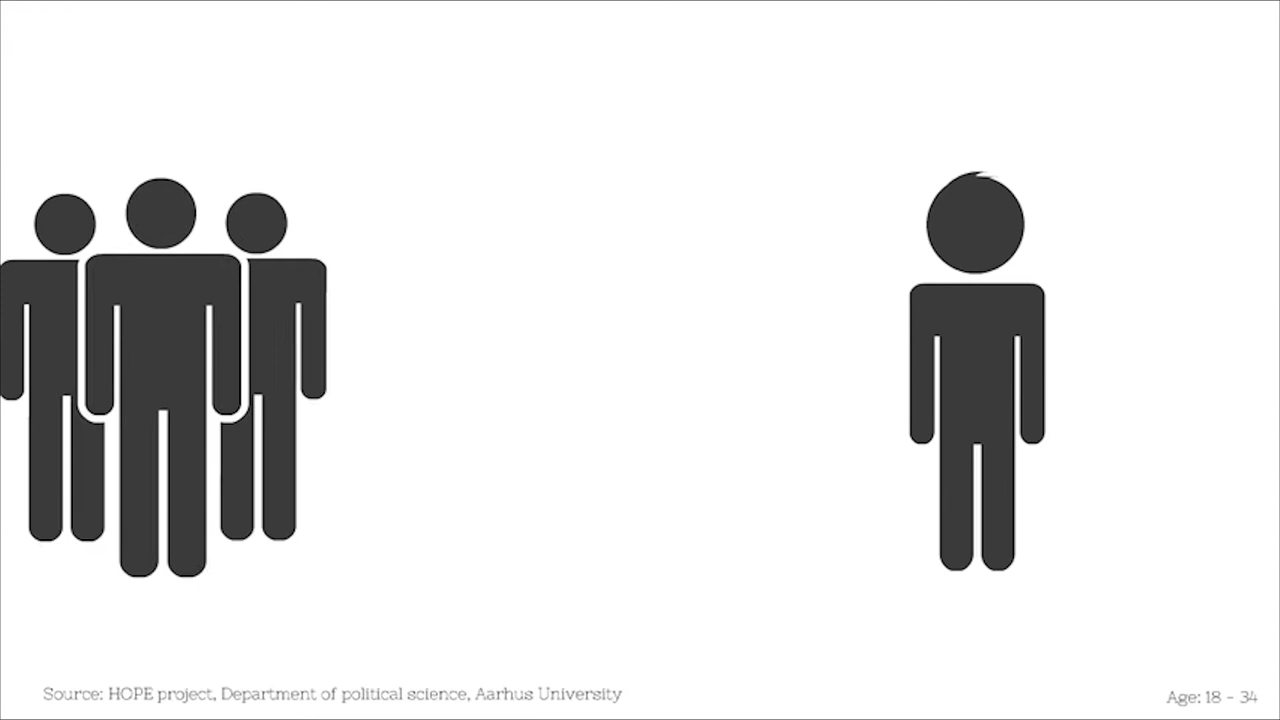 Source: HOPE project, Department of political science, Aarhus University
Age: 18 - 34